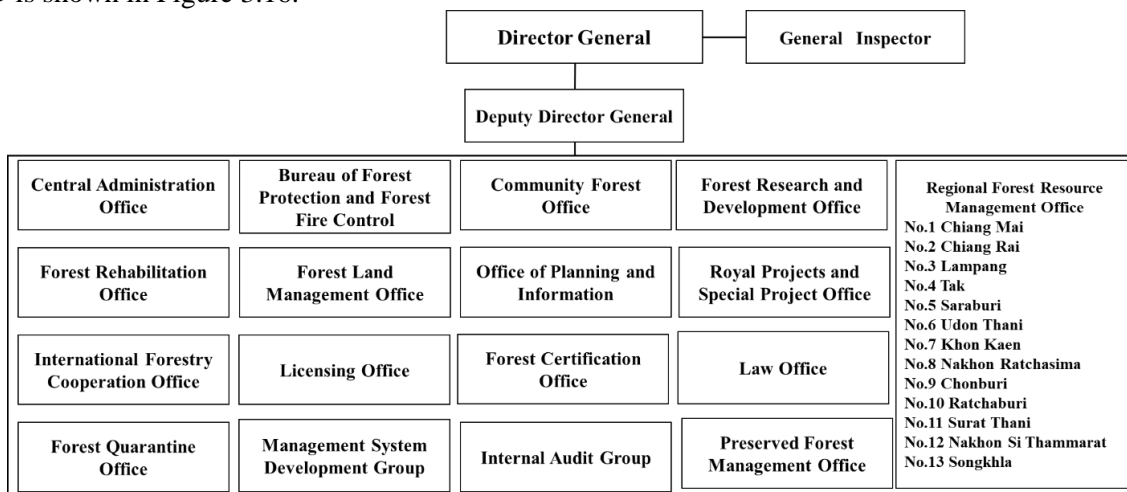 is shown in Figure 3.18.
Director General
General Inspector
Deputy Director General
Central Administration
Office
Bureau of Forest
Protection and Forest
Fire Control
Community Forest
Office
Forest Research and
Development Office
Forest Rehabilitation
Office
Forest Land
Management Office
Office of Planning and
Information
Royal Projects and
Special Project Office
International Forestry
Cooperation Office
Licensing Office
Forest Certification
Office
Law Office
Forest Quarantine
Office
Management System
Development Group
Internal Audit Group
Preserved Forest
Management Office
Regional Forest Resource
Management Office
No.1 Chiang Mai
No.2 Chiang Rai
No.3 Lampang
No.4 Tak
No.5 Saraburi
No.6 Udon Thani
No.7 Khon Kaen
No.8 Nakhon Ratchasima
No.9 Chonburi
No.10 Ratchaburi
No.11 Surat Thani
No.12 Nakhon Si Thammarat
No.13 Songkhla